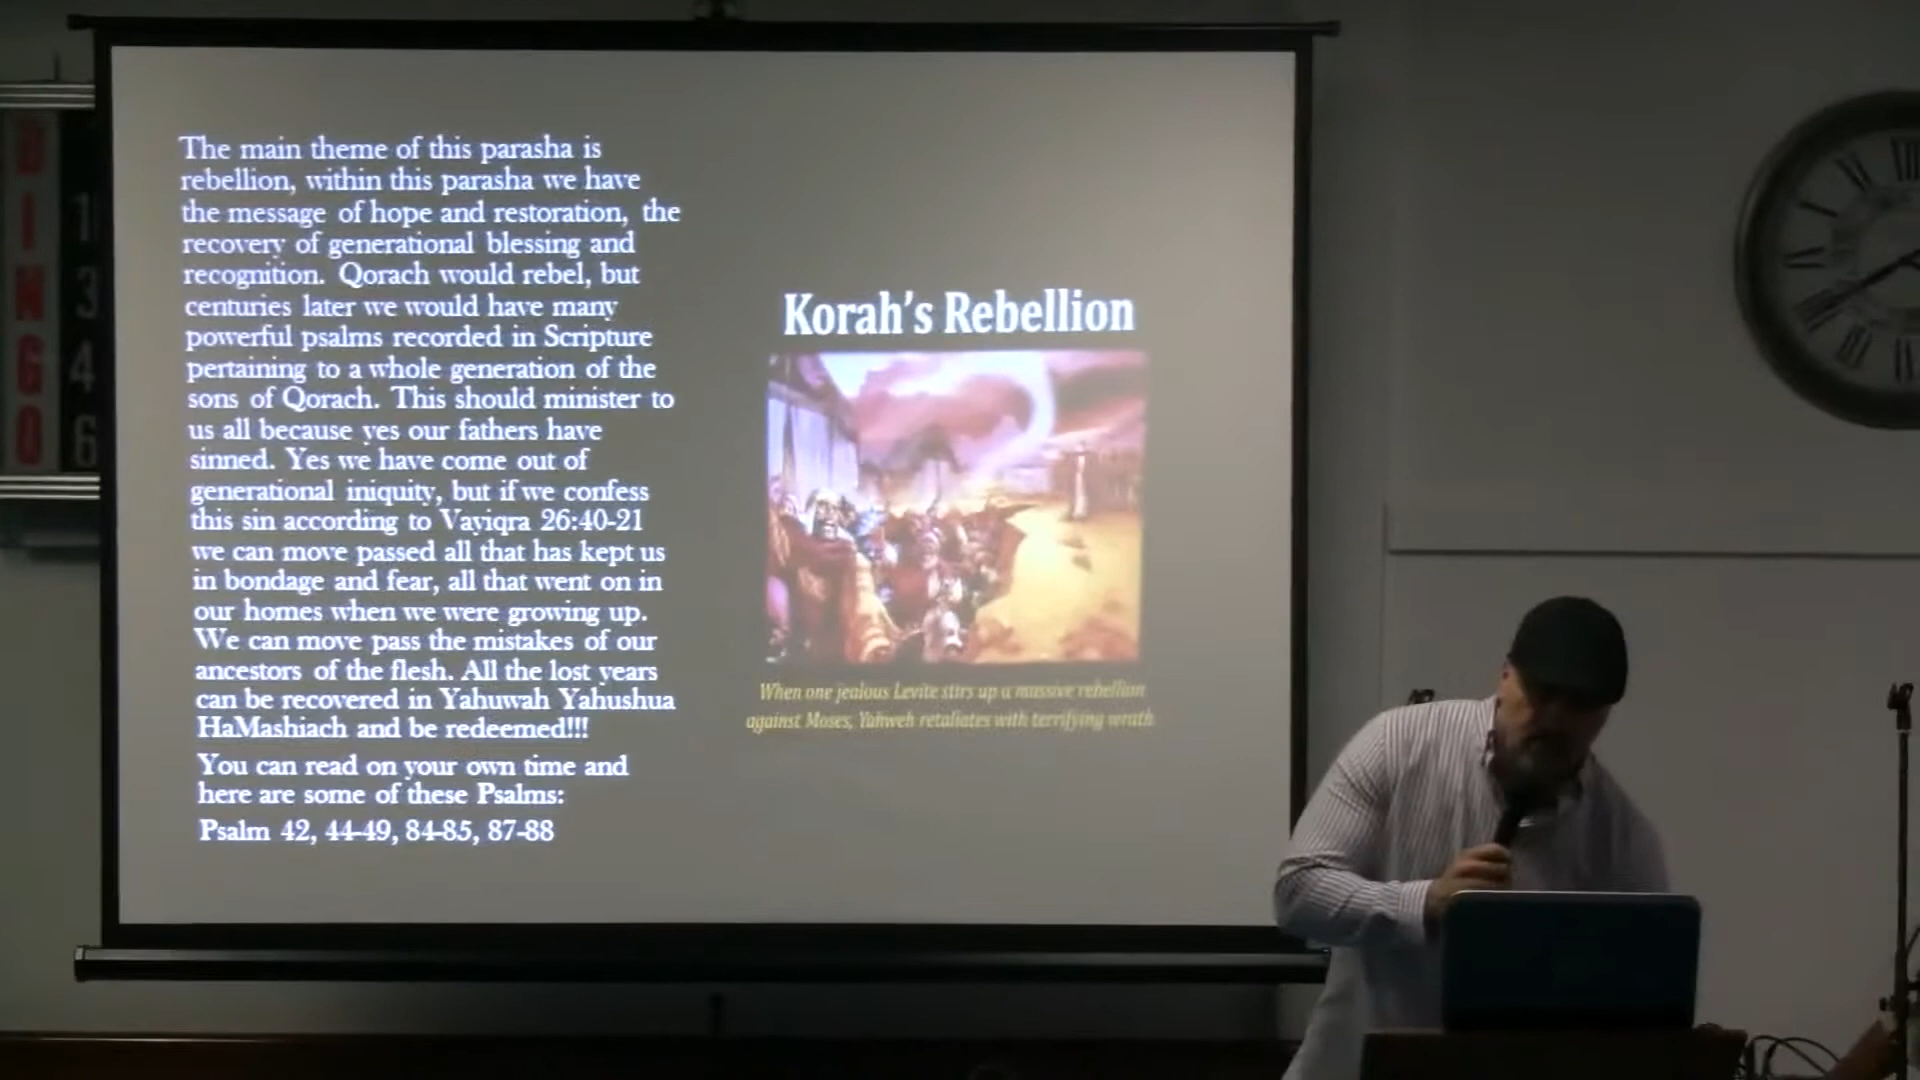 The main theme of this parasha is
rebellion, within this parasha we have
the message of hope and restoration, the
recovery of generational blessing and
recognition. Qorach would rebel, but
centuries later we would have many
powerful psalms recorded in Scripture
pertaining to a whole generation of the
sons of Qorach. This should minister to
us all because yes our fathers have
sinned. Yes we have come out of
generational iniquity, but if we confess
this sin according to Vayiqra 26:40-21
we can move passed all that has kept us
in bondage and fear, all that went on in
our homes when we were growing up.
We can move pass the mistakes of our
ancestors of the flesh. All the lost years
can be recovered in Yahuwah Yahushua
HaMashiach and be redeemed!!!
You can read on your own time and
here are some of these Psalms:
Psalm 42, 44-49, 84-85, 87-88
Korah's Rebellion
When one jealous Levite stirs up a massive rebellion
against Moses, Yahweh retaliates with terrifying wrath
B
I
N
G
O
1
3
4
6